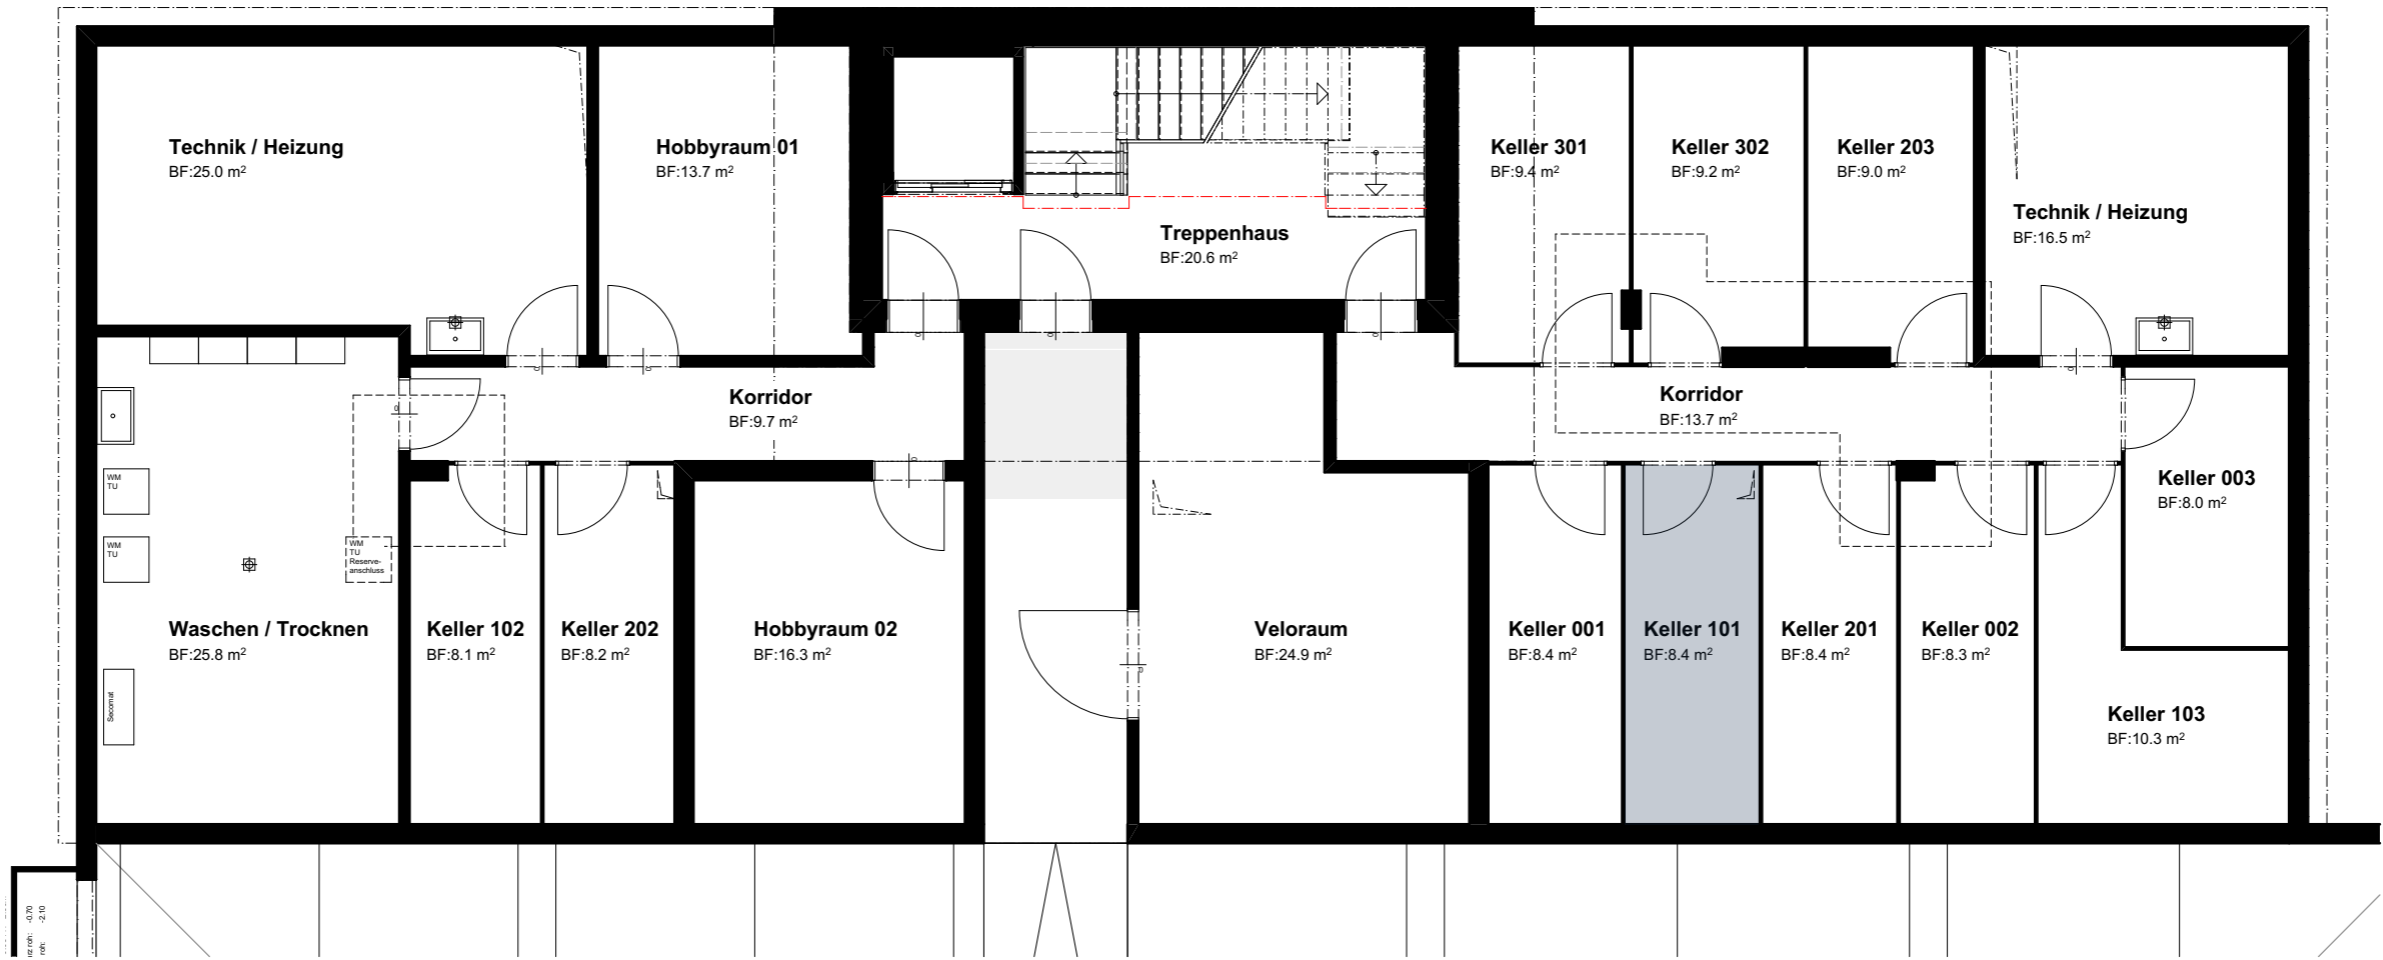 Technik / Heizung
BF:25.0 m²
Hobbyraum 01
BF:13.7 m²
Treppenhaus
BF:20.6 m²
Keller 301
BF:9.4 m²
Keller 302
BF:9.2 m²
Keller 203
BF:9.0 m²
Technik / Heizung
BF:16.5 m²
Korridor
BF:9.7 m²
Korridor
BF:13.7 m²
WM
TU
WM
TU
WM
TU
Reserve-
anschluss
Keller 003
BF:8.0 m²
Waschen / Trocknen
BF:25.8 m²
Keller 102
BF:8.1 m²
Keller 202
BF:8.2 m²
Hobbyraum 02
BF:16.3 m²
Veloraum
BF:24.9 m²
Keller 001
BF:8.4 m²
Keller 101
BF:8.4 m²
Keller 201
BF:8.4 m²
Keller 002
BF:8.3 m²
Secomat
Keller 103
BF:10.3 m²
roh: -0.70
roh: -2.10